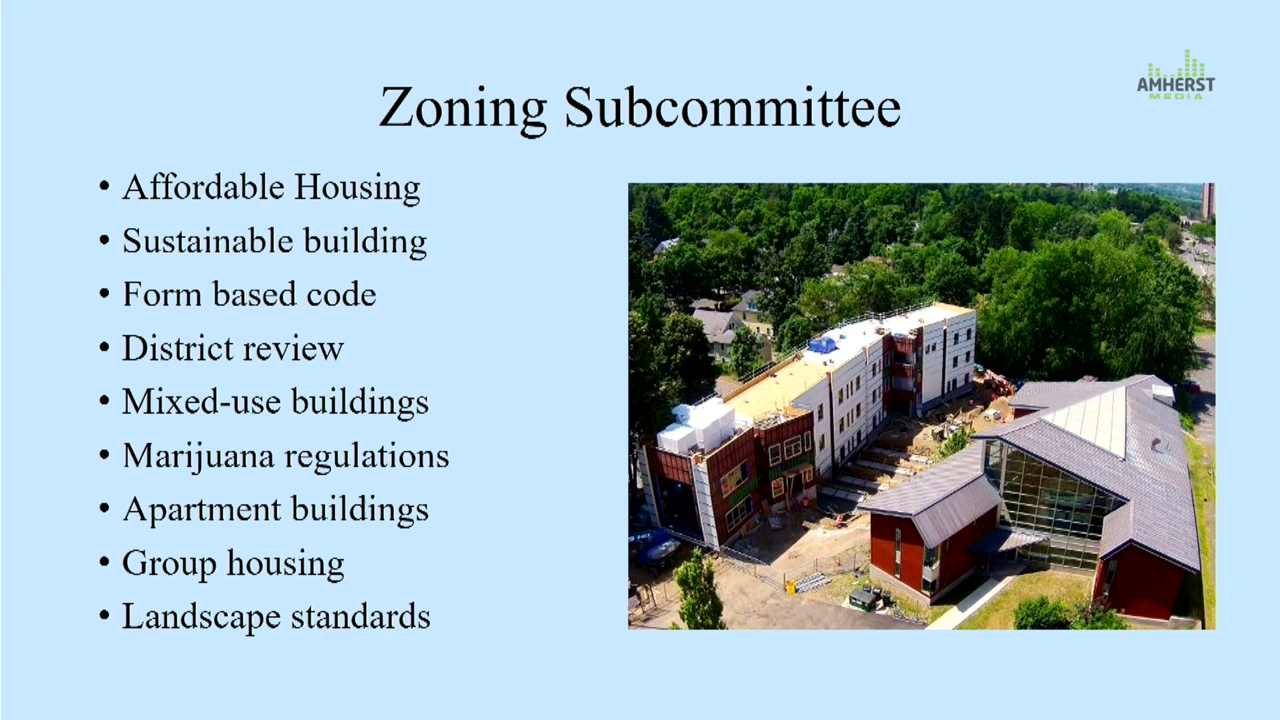 AMHERST
MEDIA
Zoning Subcommittee
• Affordable Housing
• Sustainable building
• Form based code
• District review
• Mixed-use buildings
• Marijuana regulations
• Apartment buildings
• Group housing
• Landscape standards